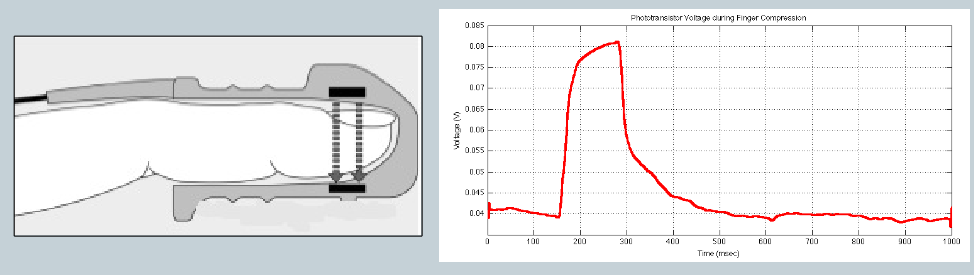 Phototransistor Voltage during Finger Compression
0.085
0.08
0.075
0.07
0.065
0.06
0.055
0.05
0.045
0.04
Voltage (V)
0 100 200 300 400 500 600 700 800 900 1000
Time (msec)